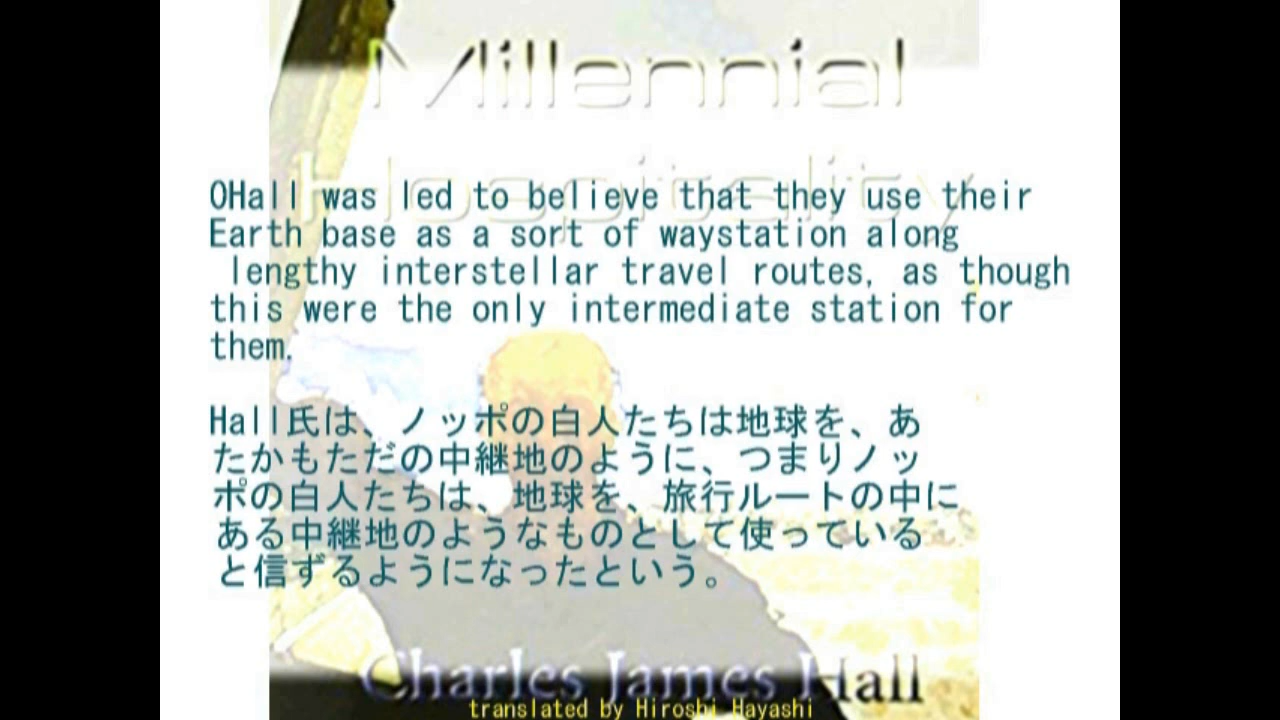 Millennial
Hospitality
OHall was led to believe that they use their
Earth base as a sort of waystation along
lengthy interstellar travel routes, as though
this were the only intermediate station for
them.
Hall氏は、ノッポの白人たちは地球を、あ
たかもただの中継地のように、つまりノッ
ポの白人たちは、地球を、旅行ルートの中に
ある中継地のようなものとして使っている
と信ずるようになったという。
Charles James Hall
translated by Hiroshi Hayashi